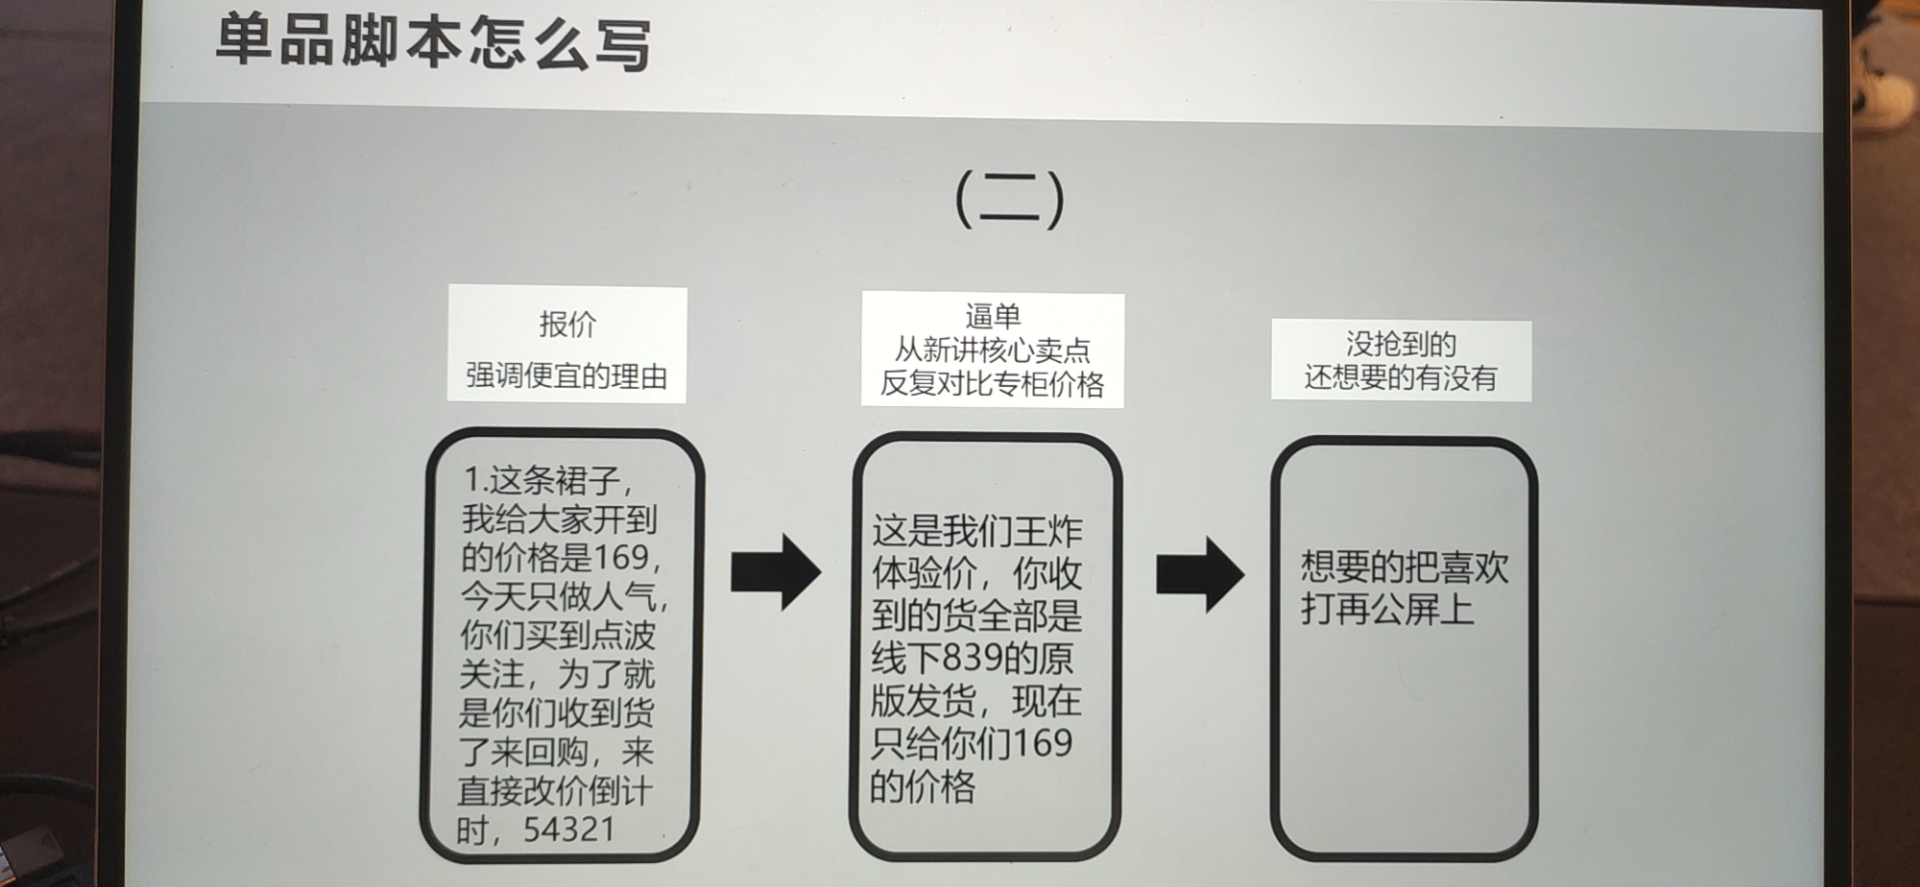 单品脚本怎么写
(二)
报价
强调便宜的理由
1.这条裙子，
我给大家开到
的价格是169，
今天只做人气，
你们买到点波
关注，为了就
是你们收到货
了来回购，来
直接改价倒计
时，54321
逼单
从新讲核心卖点
反复对比专柜价格
这是我们王炸
体验价，你收
到的货全部是
线下839的原
版发货，现在
只给你们169
的价格
没抢到的
还想要的有没有
想要的把喜欢
打再公屏上